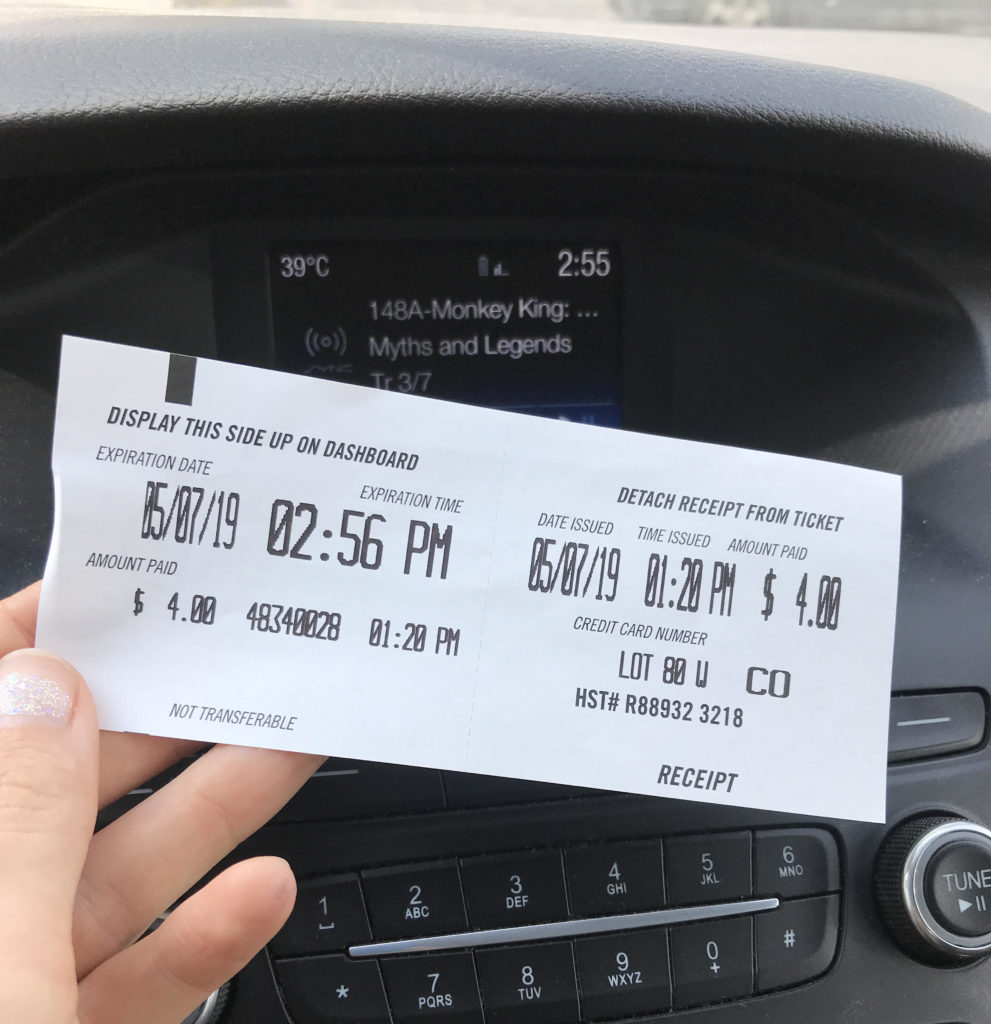 39°C 2:55
148A-Monkey King: ...
Myths and Legends
Tr 3/7
DISPLAY THIS SIDE UP ON DASHBOARD
EXPIRATION DATE
EXPIRATION TIME
05/07/19 02:56 PM
AMOUNT PAID
$ 4.00 48340028 01:20 PM
NOT TRANSFERABLE
DETACH RECEIPT FROM TICKET
DATE ISSUED TIME ISSUED AMOUNT PAID
05/07/19 01:20 PM $ 4.00
CREDIT CARD NUMBER
LOT 80 W CO
HST# R88932 3218
RECEIPT
1 2 ABC 3 DEF 4 GHI 5 JKL 6 MNO
* 7 PQRS 8 TUV 9 WXYZ 0 + #
TUNE